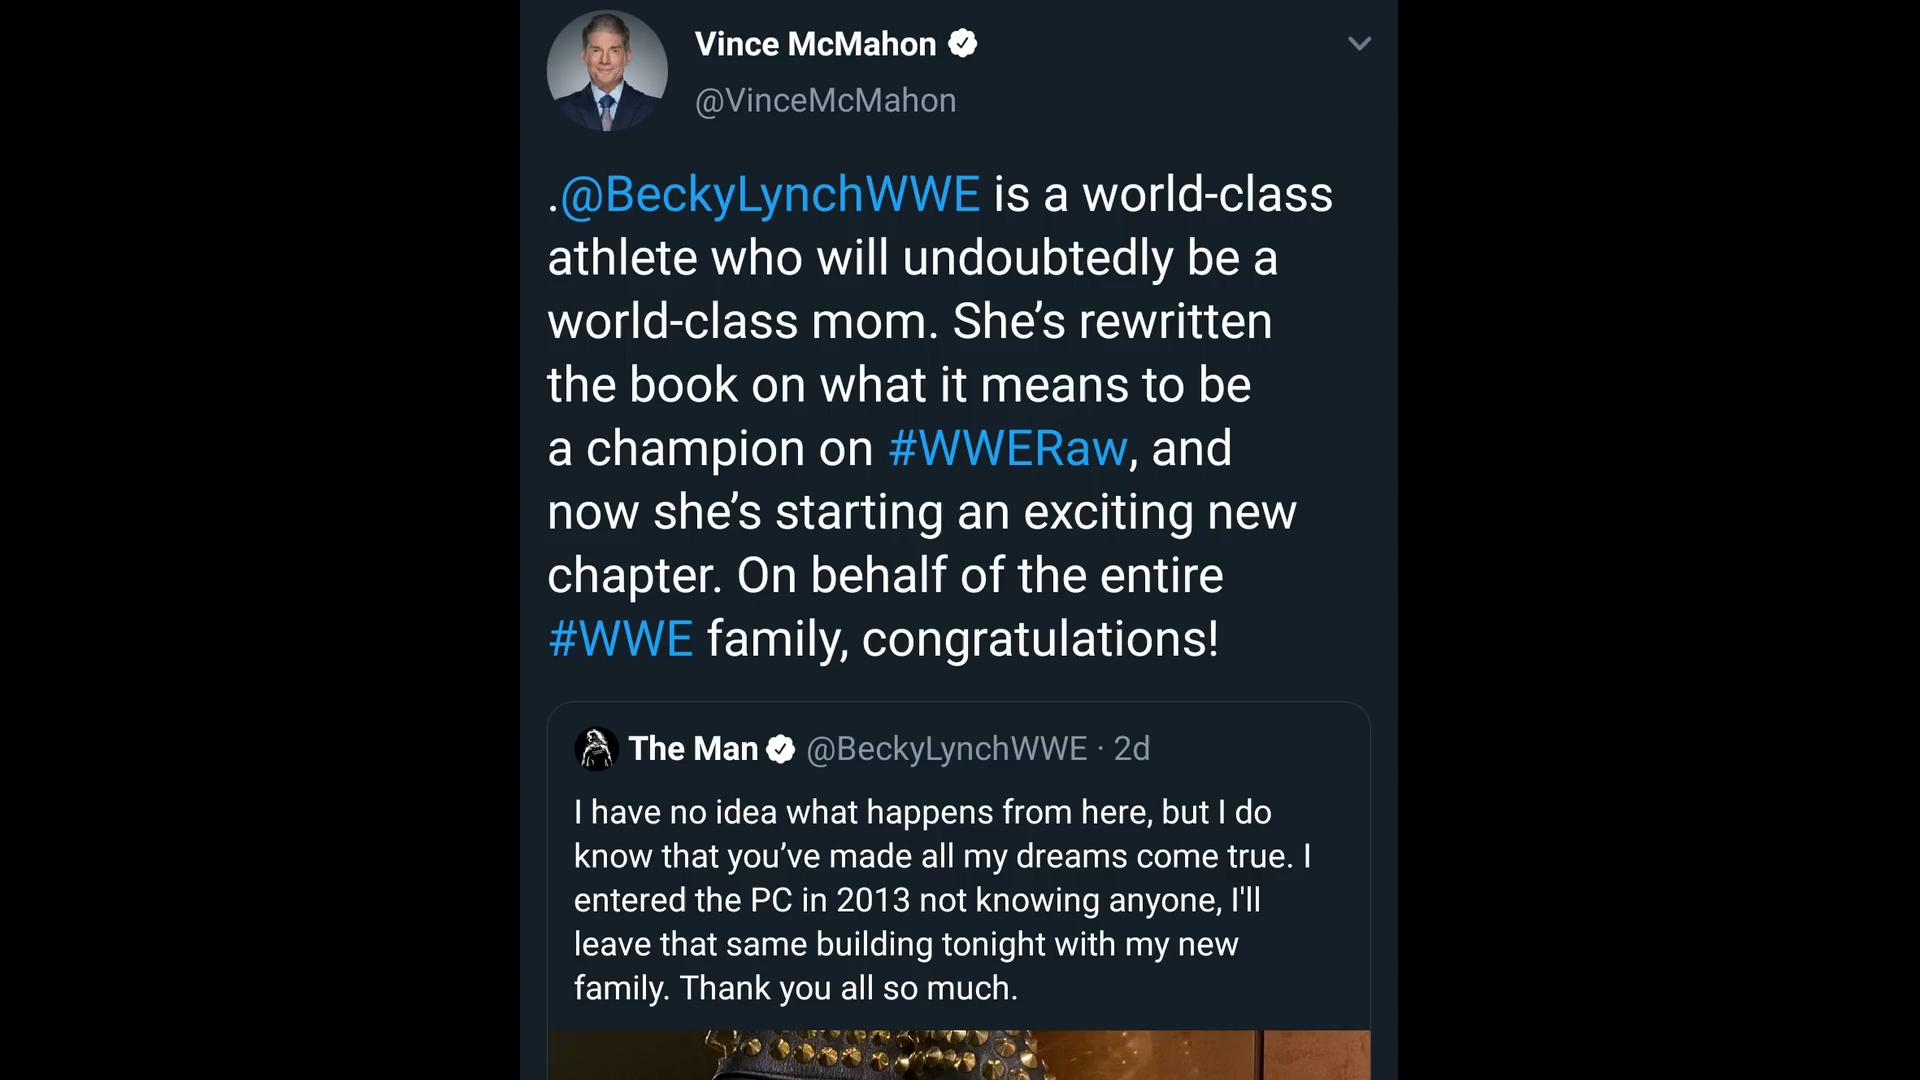 Vince McMahon
@VinceMcMahon
.@BeckyLynchWWE is a world-class
athlete who will undoubtedly be a
world-class mom. She’s rewritten
the book on what it means to be
a champion on #WWERaw, and
now she’s starting an exciting new
chapter. On behalf of the entire
#WWE family, congratulations!
The Man @BeckyLynchWWE · 2d
I have no idea what happens from here, but I do
know that you’ve made all my dreams come true. I
entered the PC in 2013 not knowing anyone, I'll
leave that same building tonight with my new
family. Thank you all so much.